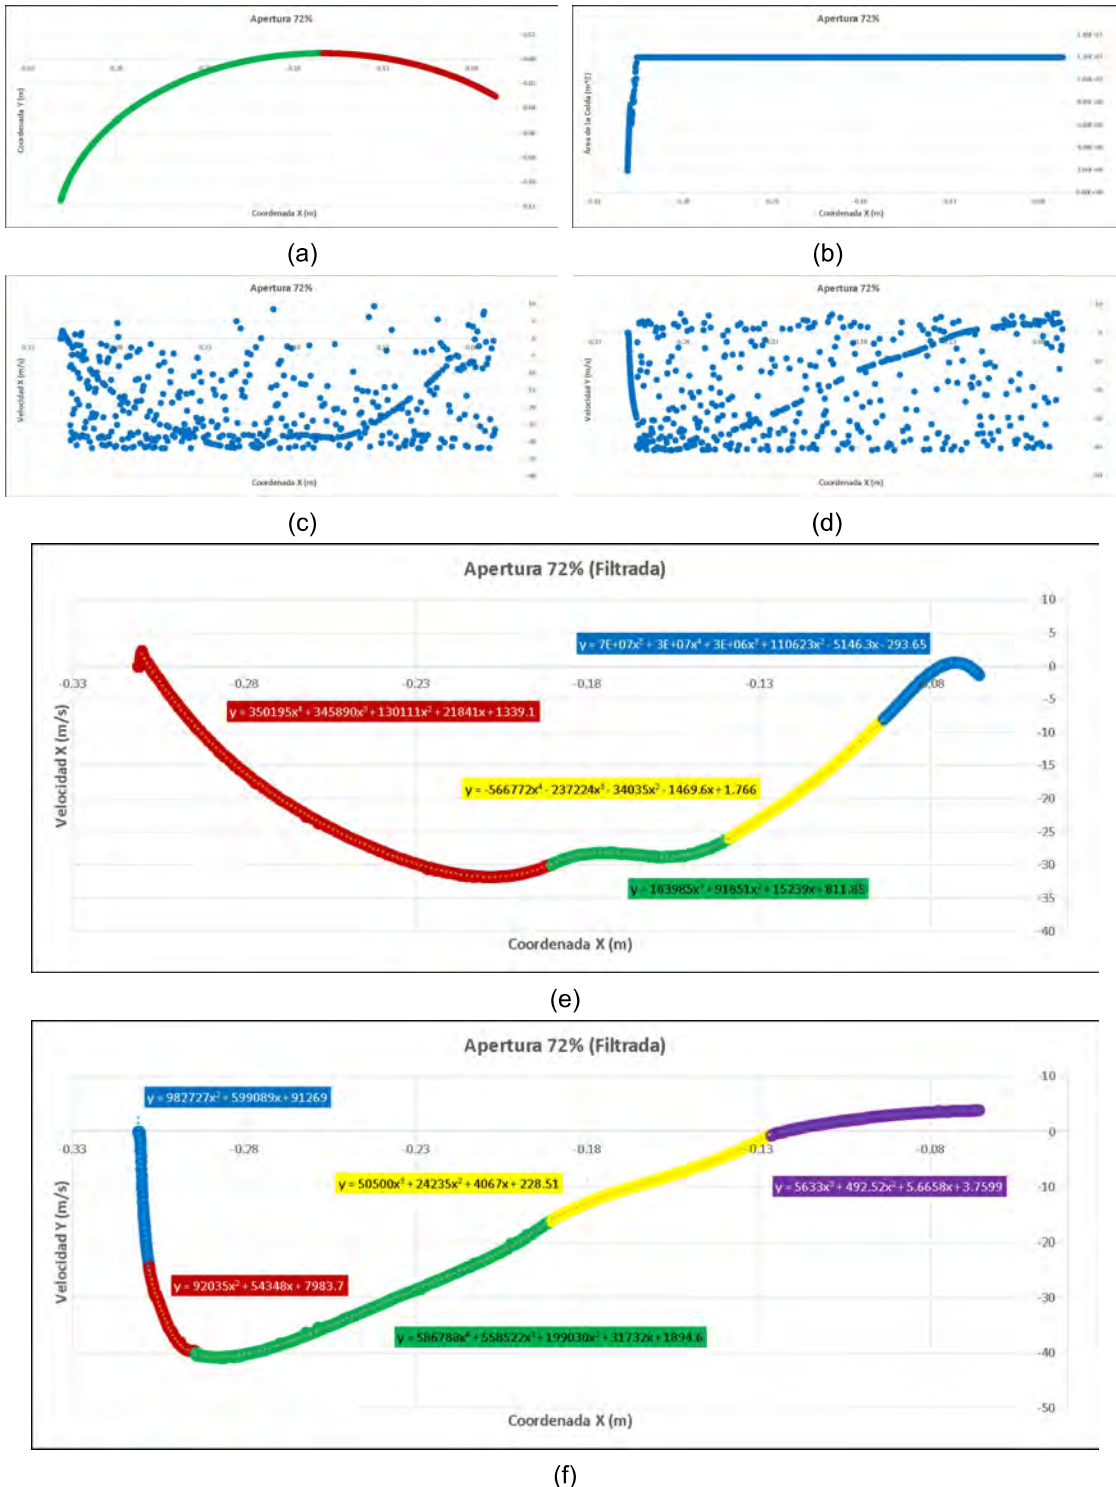 Apertura 72%
Coordenada Y (m)
Coordenada X (m)
(a)
Apertura 72%
Área de la Celda (m^2)
Coordenada X (m)
(b)
Apertura 72%
Velocidad X (m/s)
Coordenada X (m)
(c)
Apertura 72%
Velocidad Y (m/s)
Coordenada X (m)
(d)
Apertura 72% (Filtrada)
10
5
0
-5
-10
-15
-20
-25
-30
-35
-40
-0.33 -0.28 -0.23 -0.18 -0.13 -0.08
y = 7E+07x⁵ + 3E+07x⁴ + 3E+06x³ + 110623x² - 5146.3x - 293.65
y = 350195x⁴ + 345890x³ + 130111x² + 21841x + 1339.1
y = -566772x⁴ - 237224x³ - 34035x² - 1469.6x + 1.766
y = 183985x³ + 91851x² + 15239x + 811.85
Velocidad X (m/s)
Coordenada X (m)
(e)
Apertura 72% (Filtrada)
10
0
-10
-20
-30
-40
-50
-0.33 -0.28 -0.23 -0.18 -0.13 -0.08
y = 982727x² + 599089x + 91269
y = 50500x³ + 24235x² + 4067x + 228.51
y = 5633x³ + 492.52x² + 5.6658x + 3.7599
y = 92035x² + 54348x + 7983.7
y = 586788x⁴ + 558522x³ + 199030x² + 31732x + 1894.6
Velocidad Y (m/s)
Coordenada X (m)
(f)